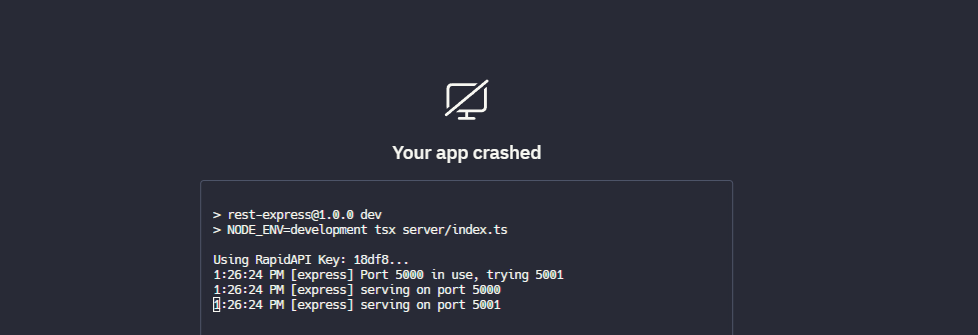 Your app crashed
> rest-express@1.0.0 dev
> NODE_ENV=development tsx server/index.ts
Using RapidAPI Key: 18df8...
1:26:24 PM [express] Port 5000 in use, trying 5001
1:26:24 PM [express] serving on port 5000
1:26:24 PM [express] serving on port 5001